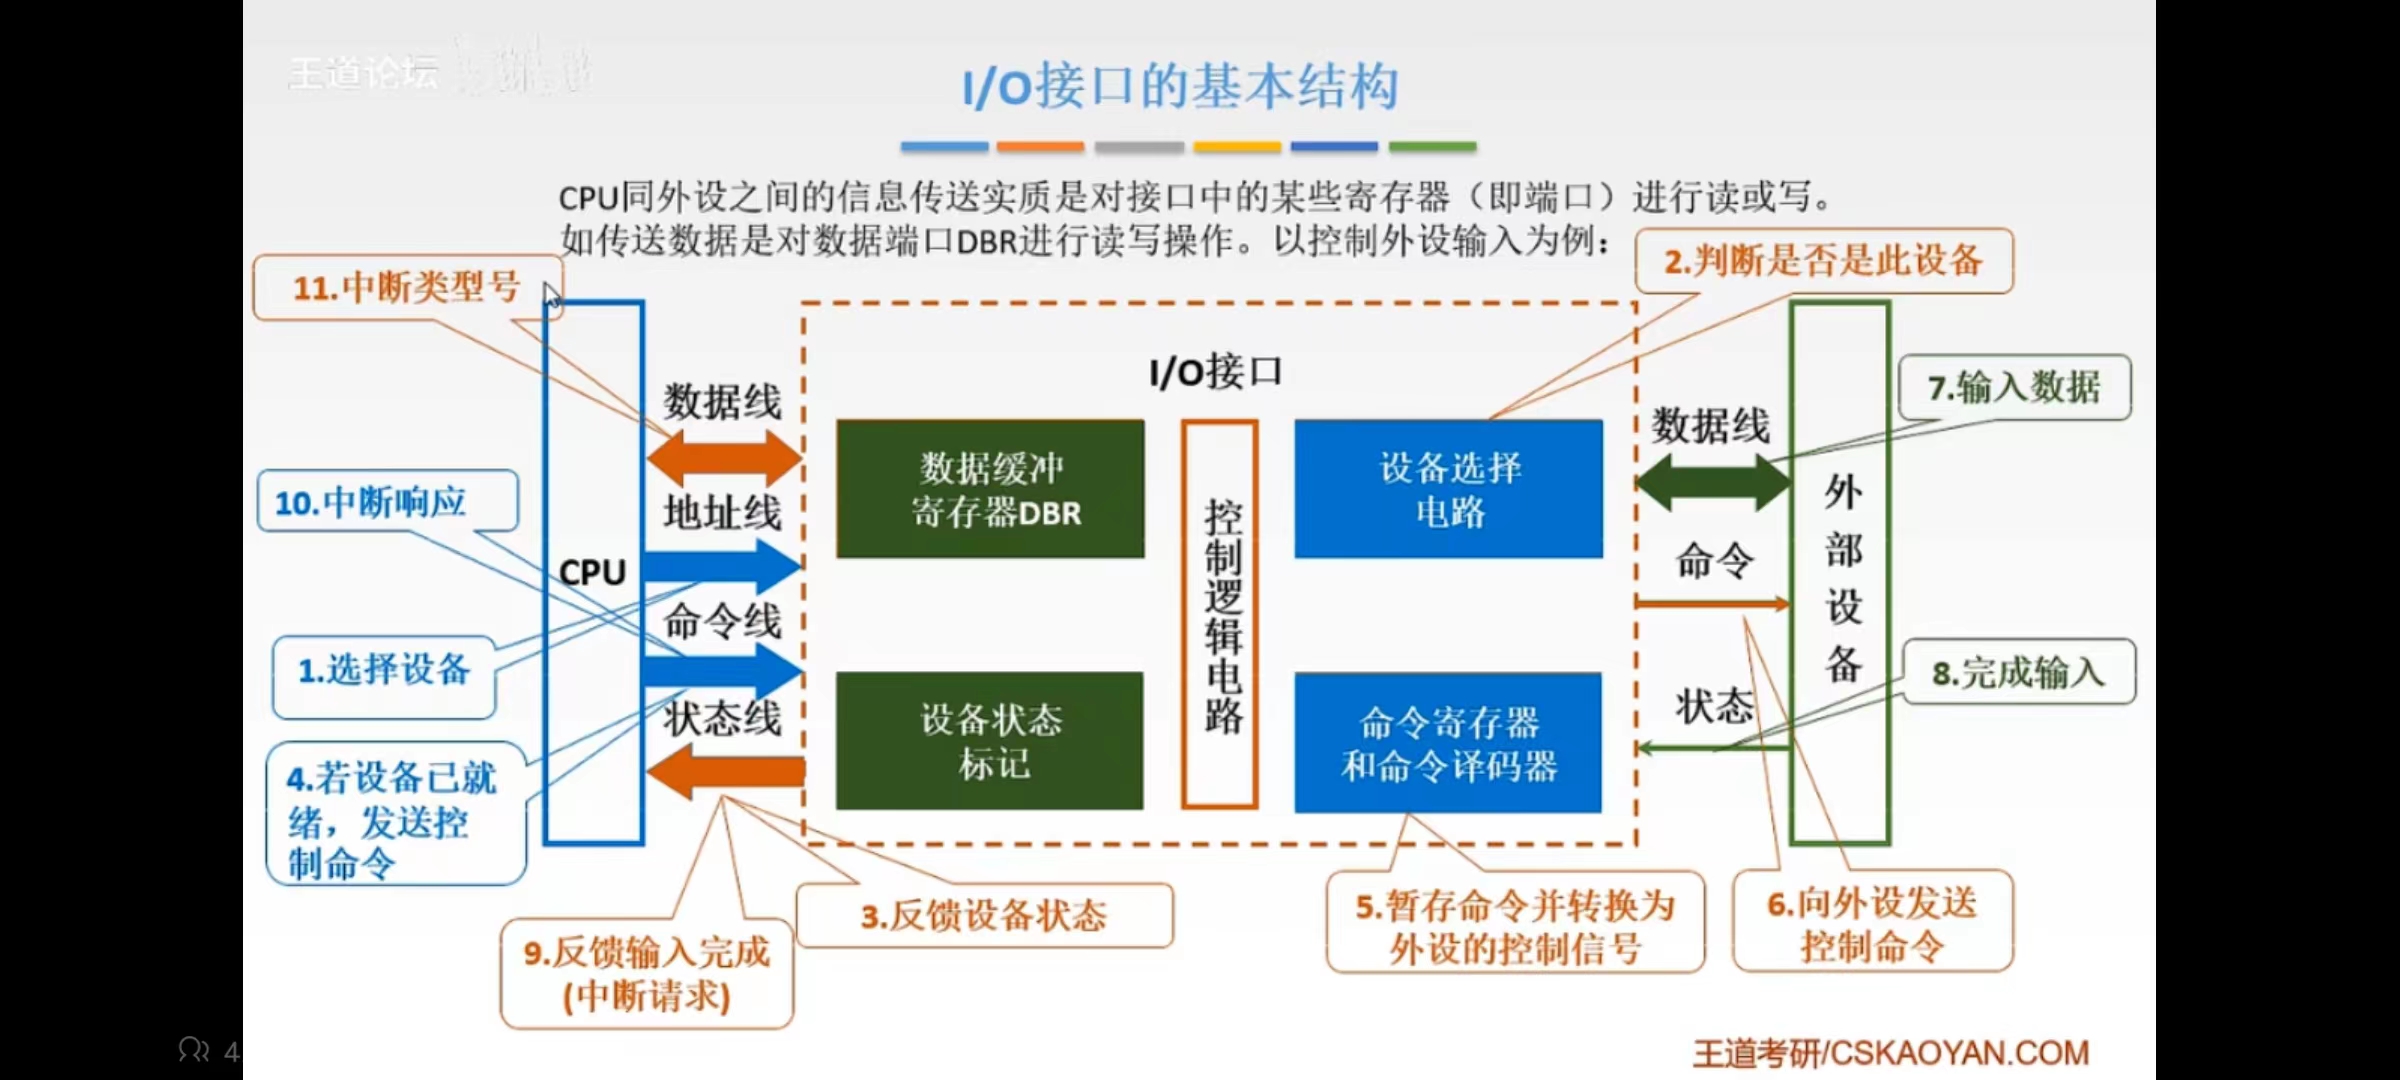 王道论坛
I/O接口的基本结构
CPU同外设之间的信息传送实质是对接口中的某些寄存器（即端口）进行读或写。
如传送数据是对数据端口DBR进行读写操作。以控制外设输入为例：
2.判断是否是此设备
11.中断类型号
I/O接口
数据线
7.输入数据
数据线
数据缓冲
寄存器DBR
设备选择
电路
10.中断响应
地址线
控制逻辑电路
外部设备
CPU
命令
命令线
1.选择设备
8.完成输入
状态线
状态
设备状态
标记
命令寄存器
和命令译码器
4.若设备已就
绪，发送控
制命令
3.反馈设备状态
5.暂存命令并转换为
外设的控制信号
6.向外设发送
控制命令
9.反馈输入完成
(中断请求)
王道考研/CSKAOYAN.COM
4